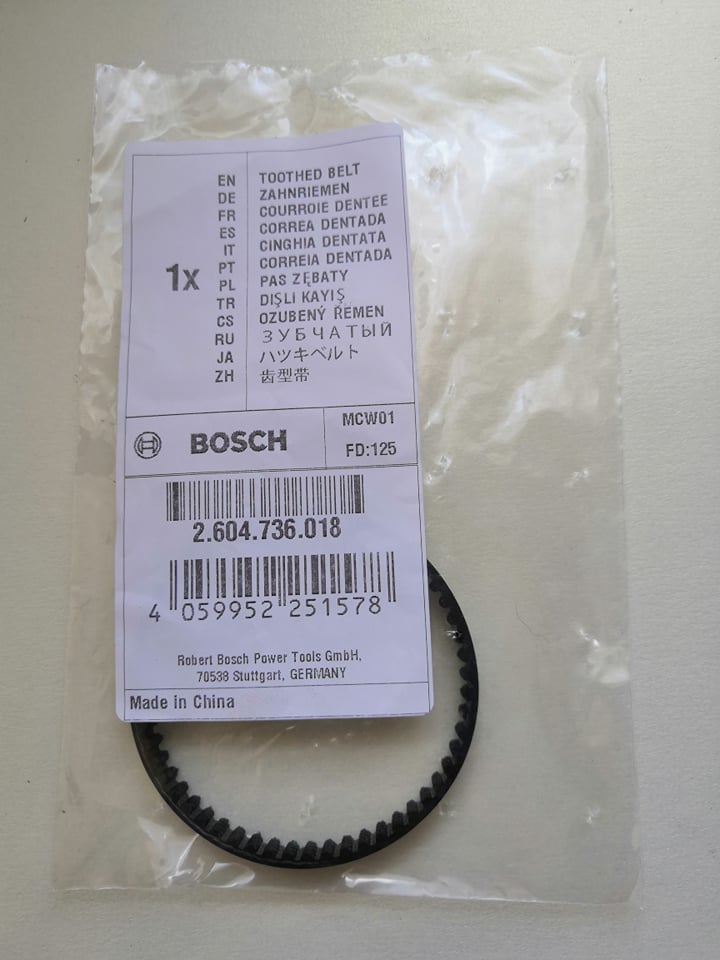 1x
EN TOOTHED BELT
DE ZAHNRIEMEN
FR COURROIE DENTEE
ES CORREA DENTADA
IT CINGHIA DENTATA
PT CORREIA DENTADA
PL PAS ZĘBATY
TR DIŞLI KAYIŞ
CS OZUBENÝ ŘEMEN
RU ЗУБЧАТЫЙ
JA ハツキベルト
ZH 齿型带
BOSCH
MCW01
FD:125
2.604.736.018
4 059952 251578
Robert Bosch Power Tools GmbH,
70538 Stuttgart, GERMANY
Made in China